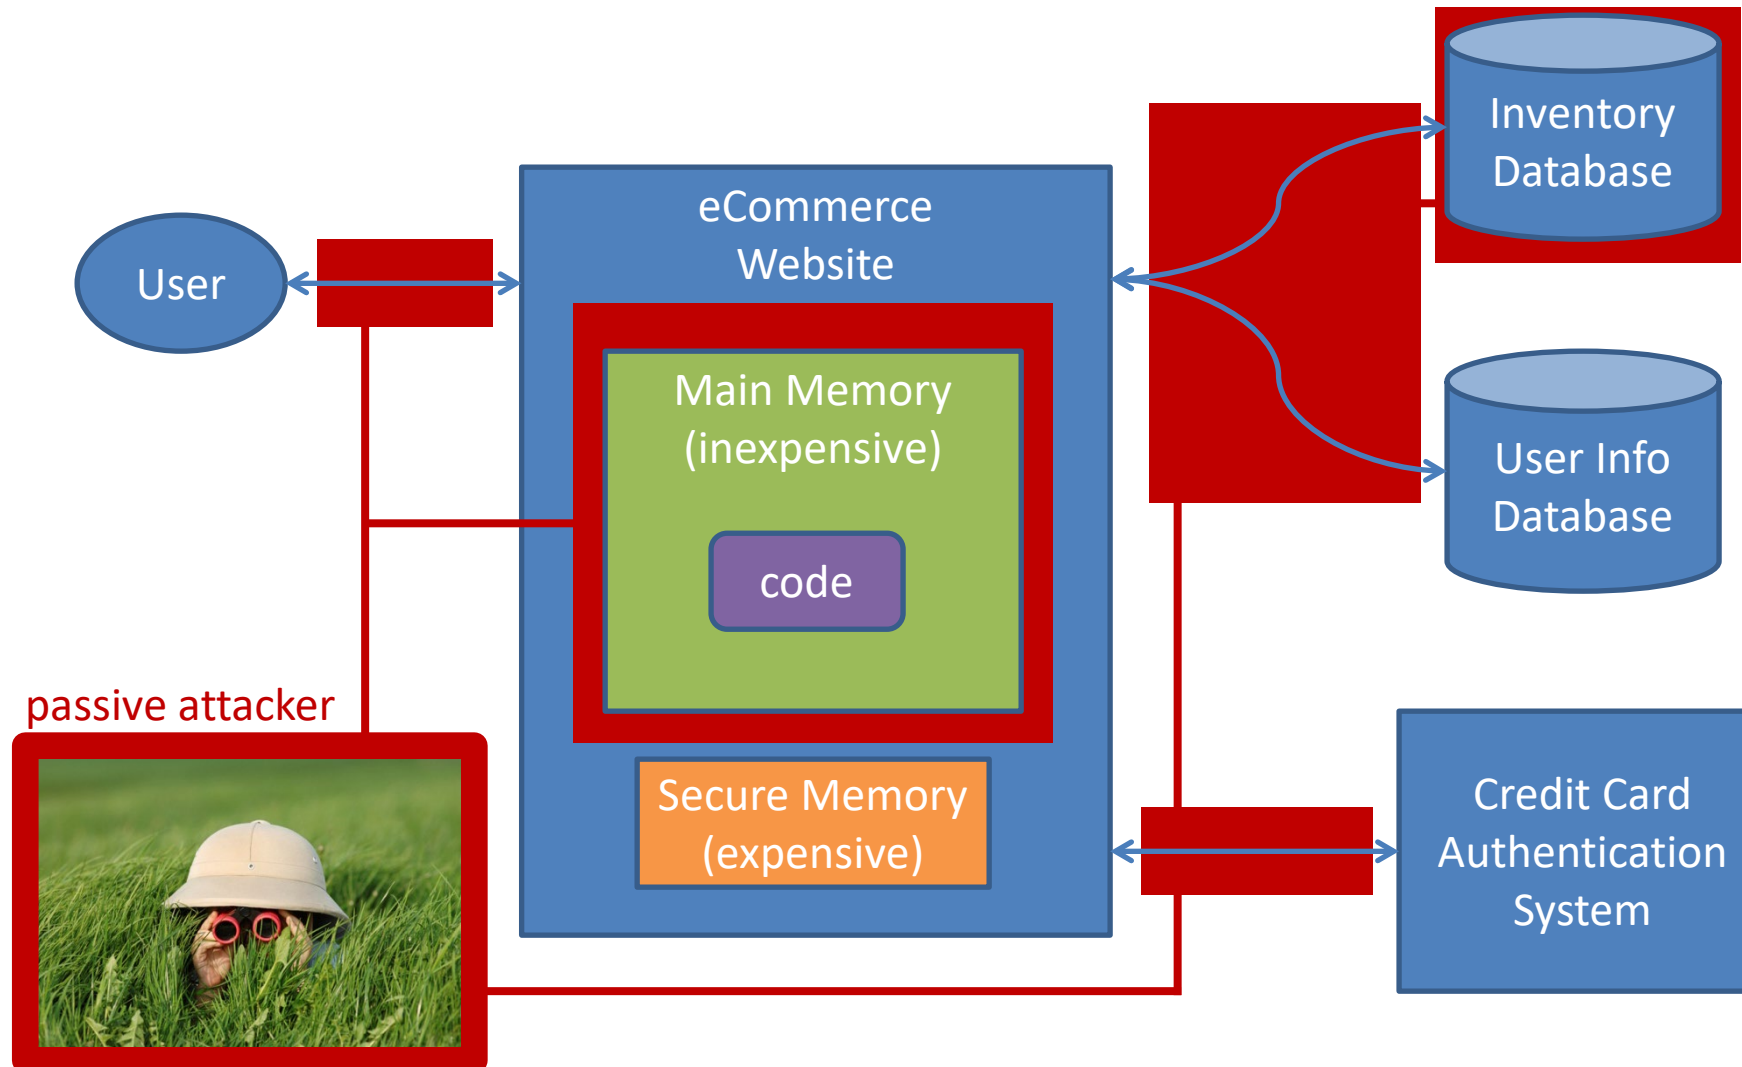 Inventory
Database
eCommerce
Website
User
Main Memory
(inexpensive)
User Info
Database
code
passive attacker
Secure Memory
(expensive)
Credit Card
Authentication
System